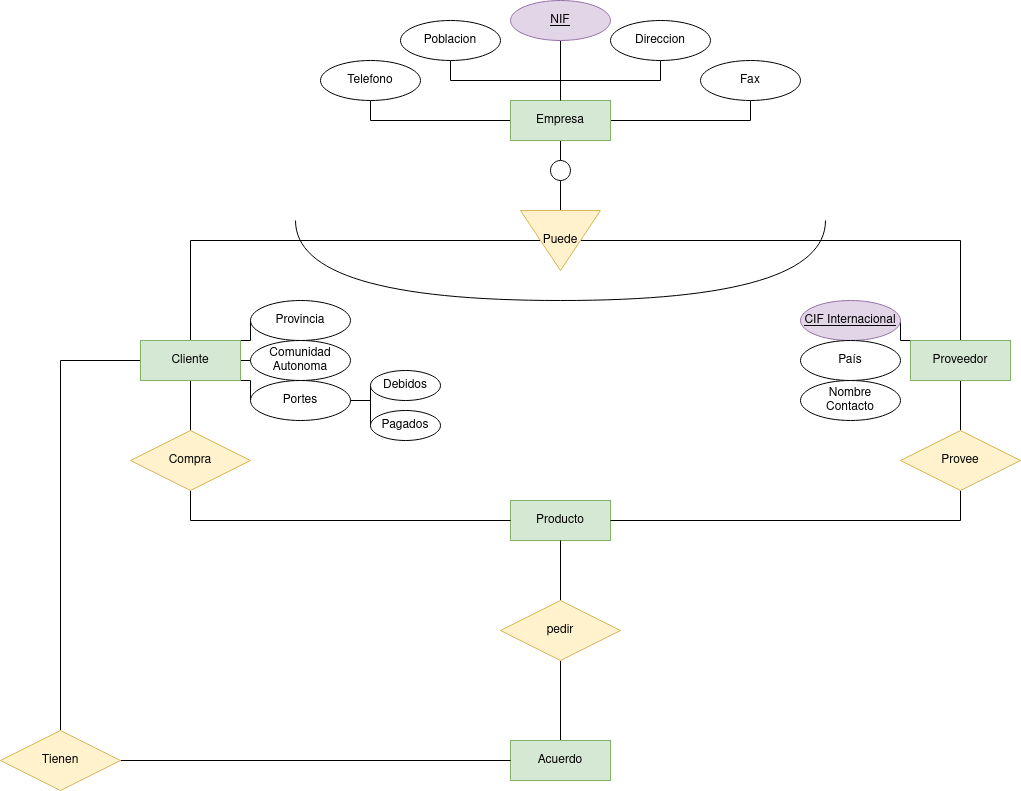 NIF
Poblacion
Direccion
Telefono
Fax
Empresa
Puede
Provincia
CIF Internacional
Cliente
Comunidad
Autonoma
País
Proveedor
Portes
Debidos
Nombre
Contacto
Pagados
Compra
Provee
Producto
pedir
Tienen
Acuerdo